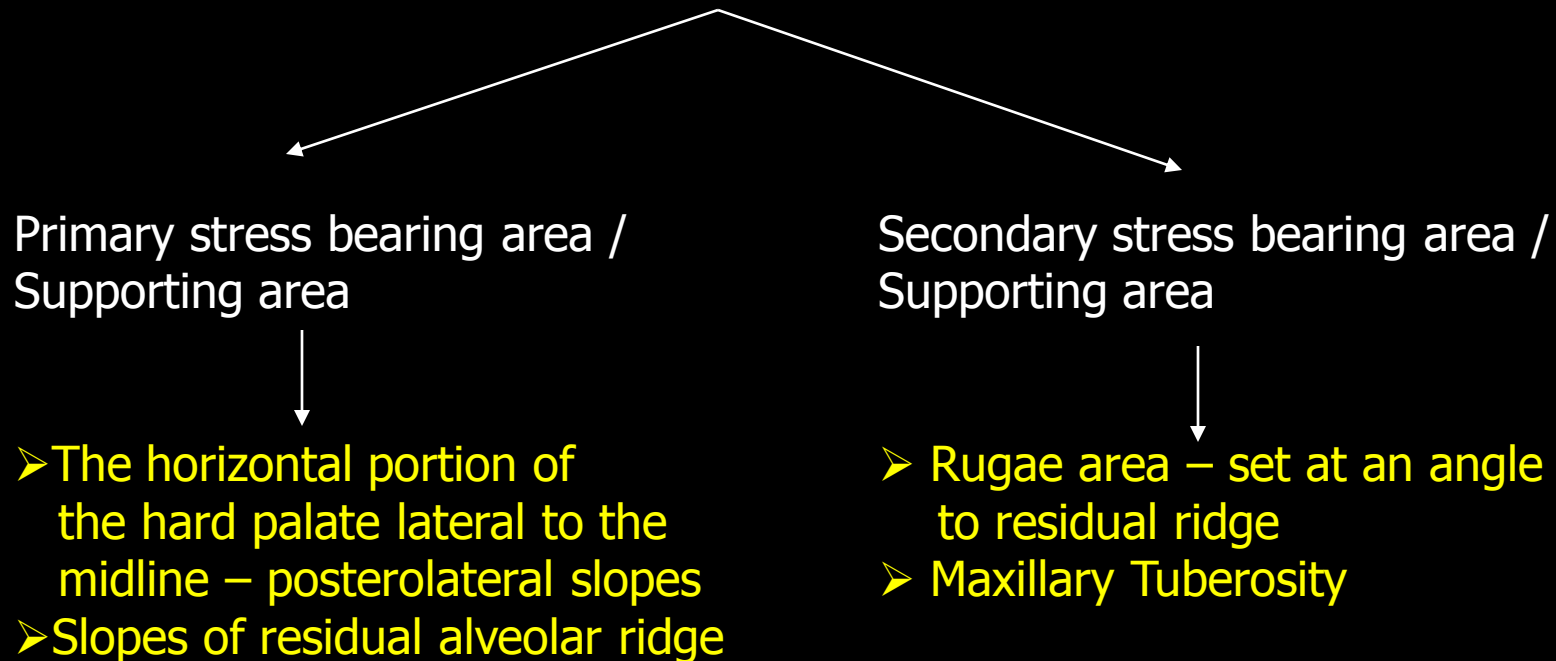 Primary stress bearing area /
Supporting area
➢The horizontal portion of
the hard palate lateral to the
midline – posterolateral slopes
➢Slopes of residual alveolar ridge
Secondary stress bearing area /
Supporting area
➢ Rugae area – set at an angle
to residual ridge
➢ Maxillary Tuberosity